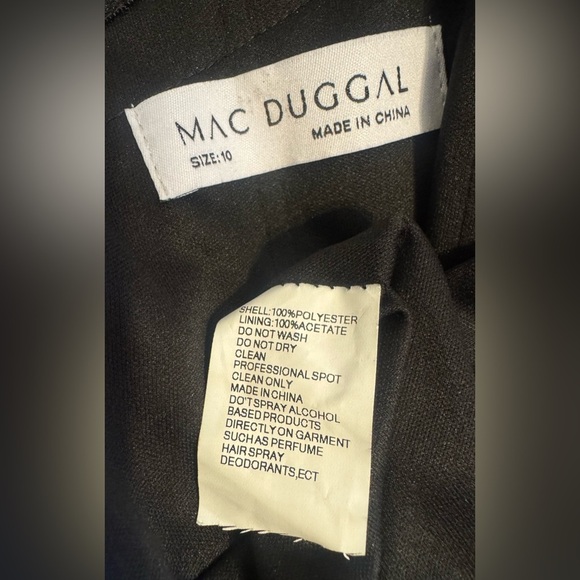 MAC DUGGAL
SIZE:10
MADE IN CHINA
SHELL:100%POLYESTER
LINING:100%ACETATE
DO NOT WASH
DO NOT DRY
CLEAN
PROFESSIONAL SPOT
CLEAN ONLY
MADE IN CHINA
DO'T SPRAY ALCOHOL
BASED PRODUCTS
DIRECTLY ON GARMENT
SUCH AS PERFUME
HAIR SPRAY
DEODORANTS,ECT